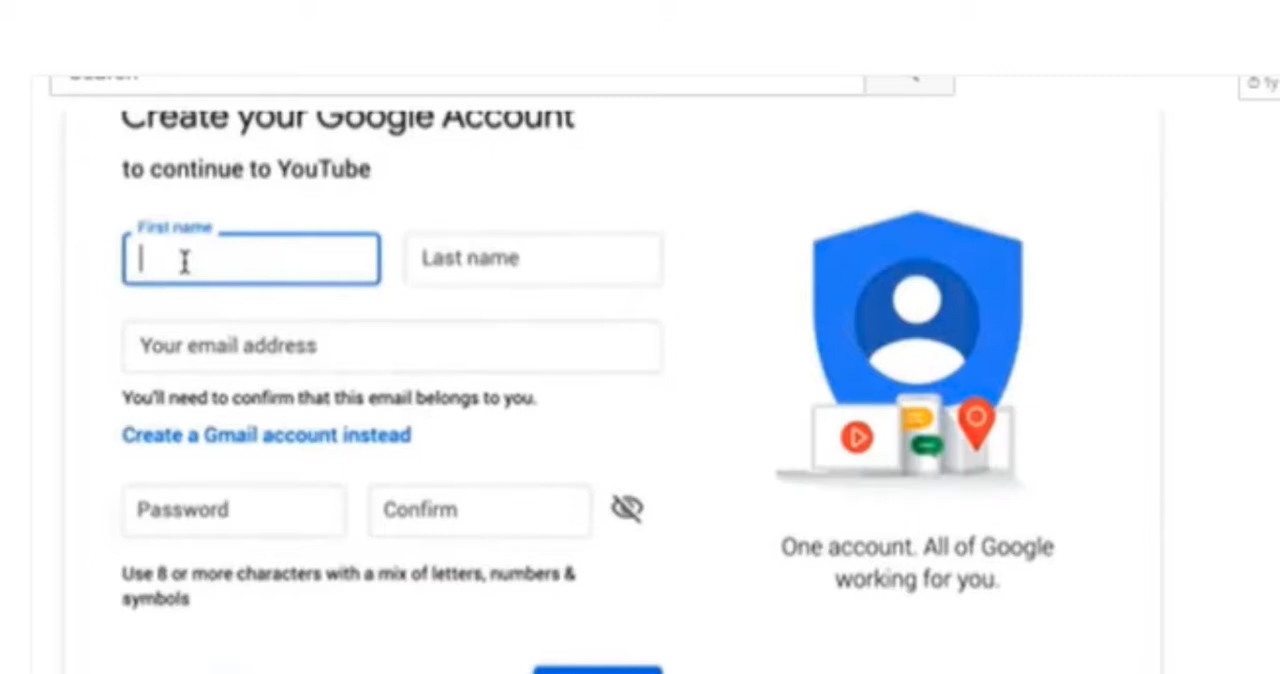 Create your Google Account
to continue to YouTube
First name
Last name
Your email address
You'll need to confirm that this email belongs to you.
Create a Gmail account instead
Password
Confirm
Use 8 or more characters with a mix of letters, numbers &
symbols
One account. All of Google
working for you.